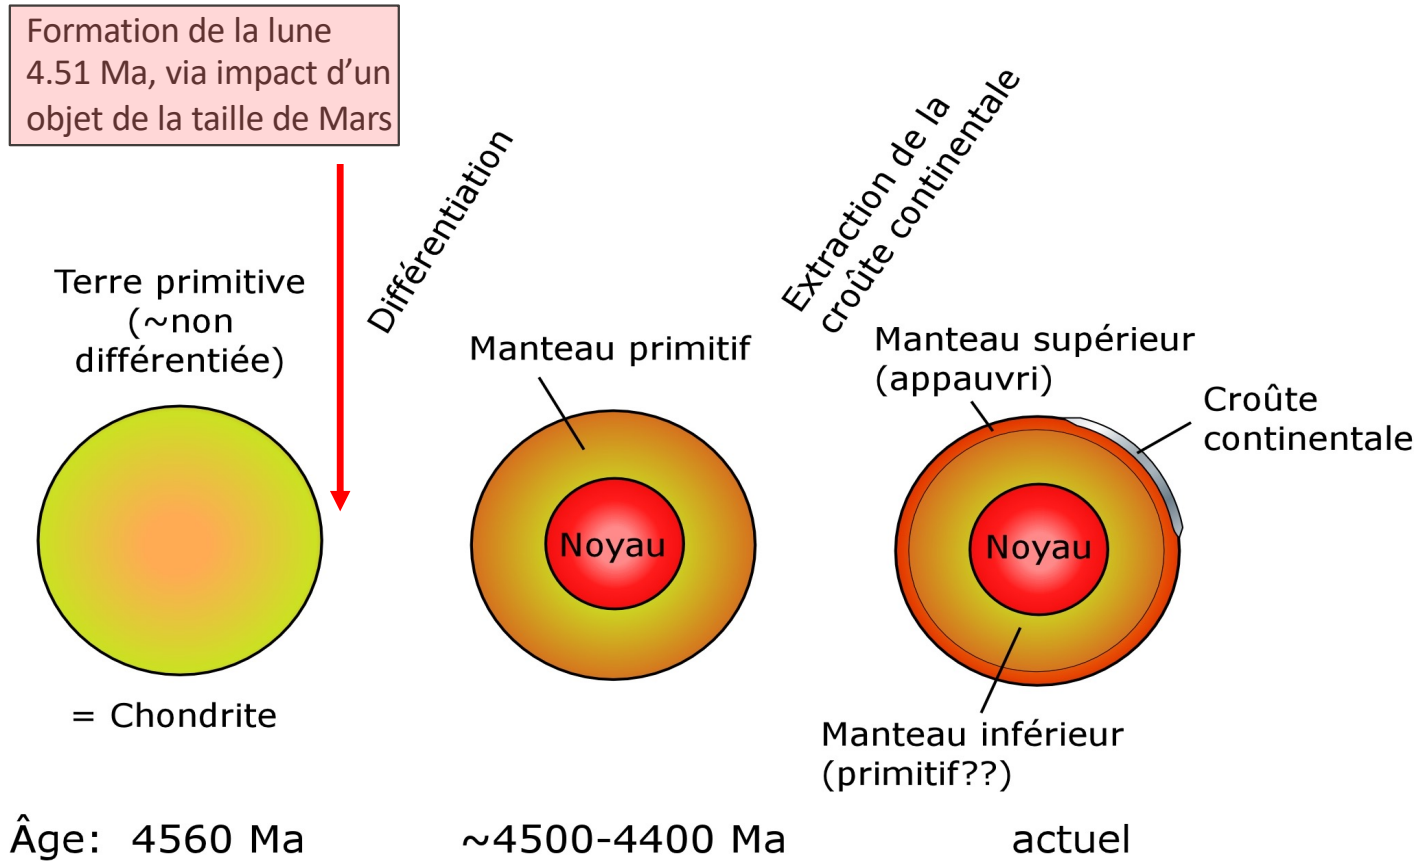 Formation de la lune
4.51 Ma, via impact d’un
objet de la taille de Mars
Différentiation
Extraction de la
croûte continentale
Terre primitive
(~non
différentiée)
Manteau primitif
Manteau supérieur
(appauvri)
Croûte
continentale
Noyau
Noyau
= Chondrite
Manteau inférieur
(primitif??)
Âge: 4560 Ma
~4500-4400 Ma
actuel